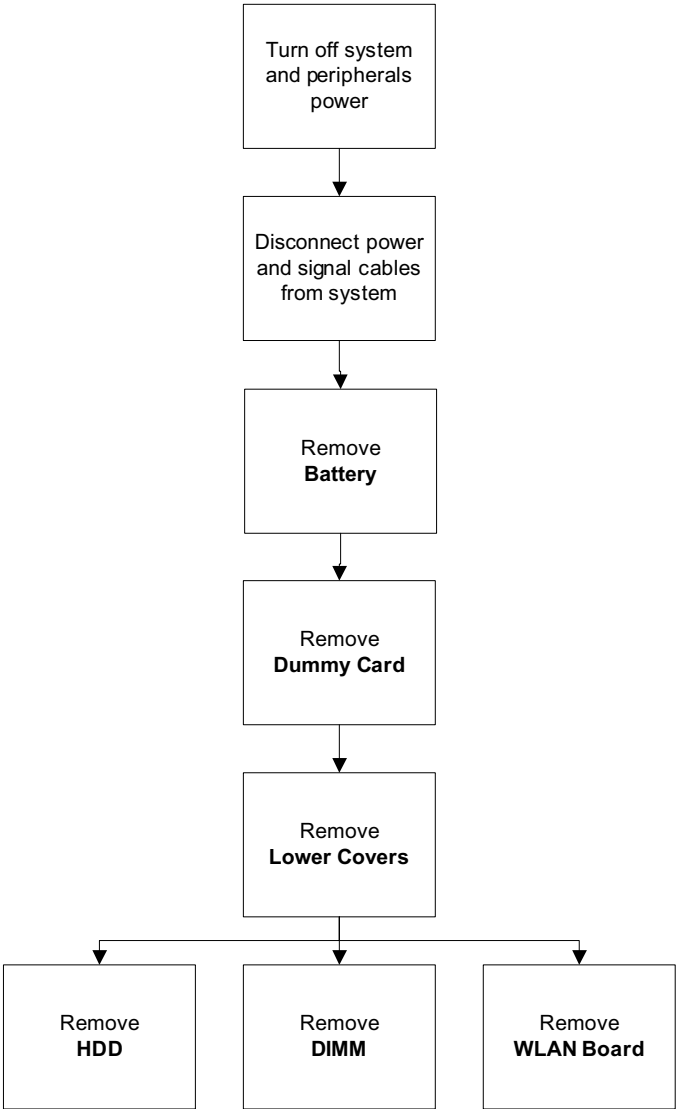 Turn off system
and peripherals
power
Disconnect power
and signal cables
from system
Remove
Battery
Remove
Dummy Card
Remove
Lower Covers
Remove
HDD
Remove
DIMM
Remove
WLAN Board